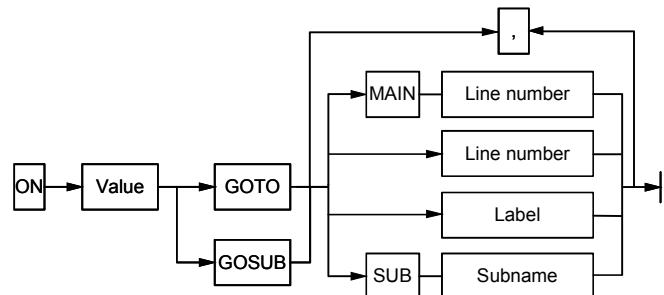 ,
MAIN Line number
Line number
ON Value GOTO
Label
GOSUB
SUB Subname